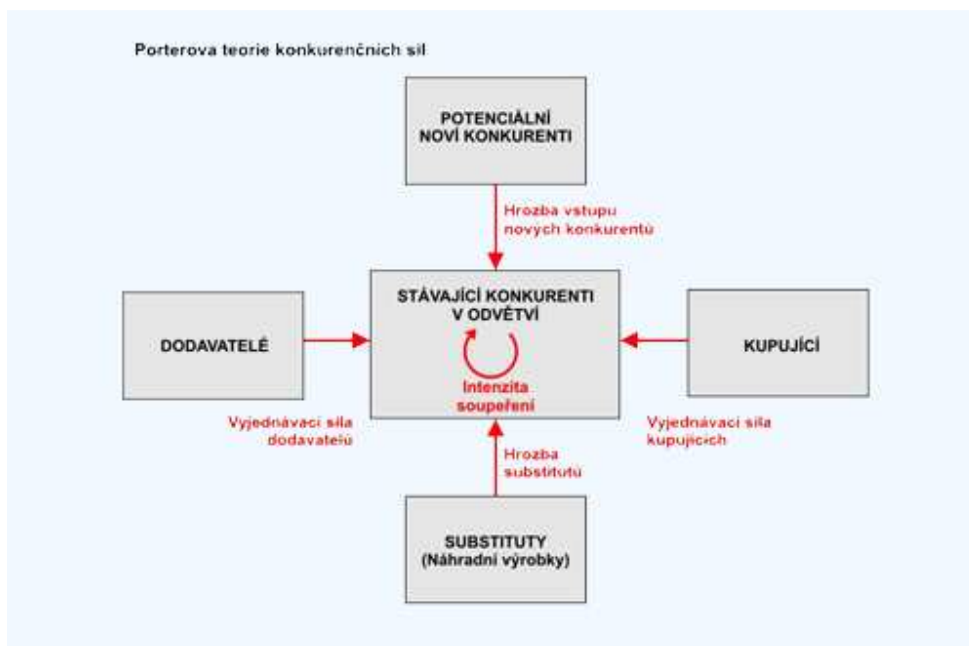 Porterova teorie konkurenčních sil
POTENCIÁLNÍ
NOVÍ KONKURENTI
Hrozba vstupu
nových konkurentů
STÁVAJÍCÍ KONKURENTI
V ODVĚTVÍ
Intenzita
soupeření
DODAVATELÉ
KUPUJÍCÍ
Vyjednávací síla
dodavatelů
Vyjednávací síla
kupujících
Hrozba
substitutů
SUBSTITUTY
(Náhradní výrobky)